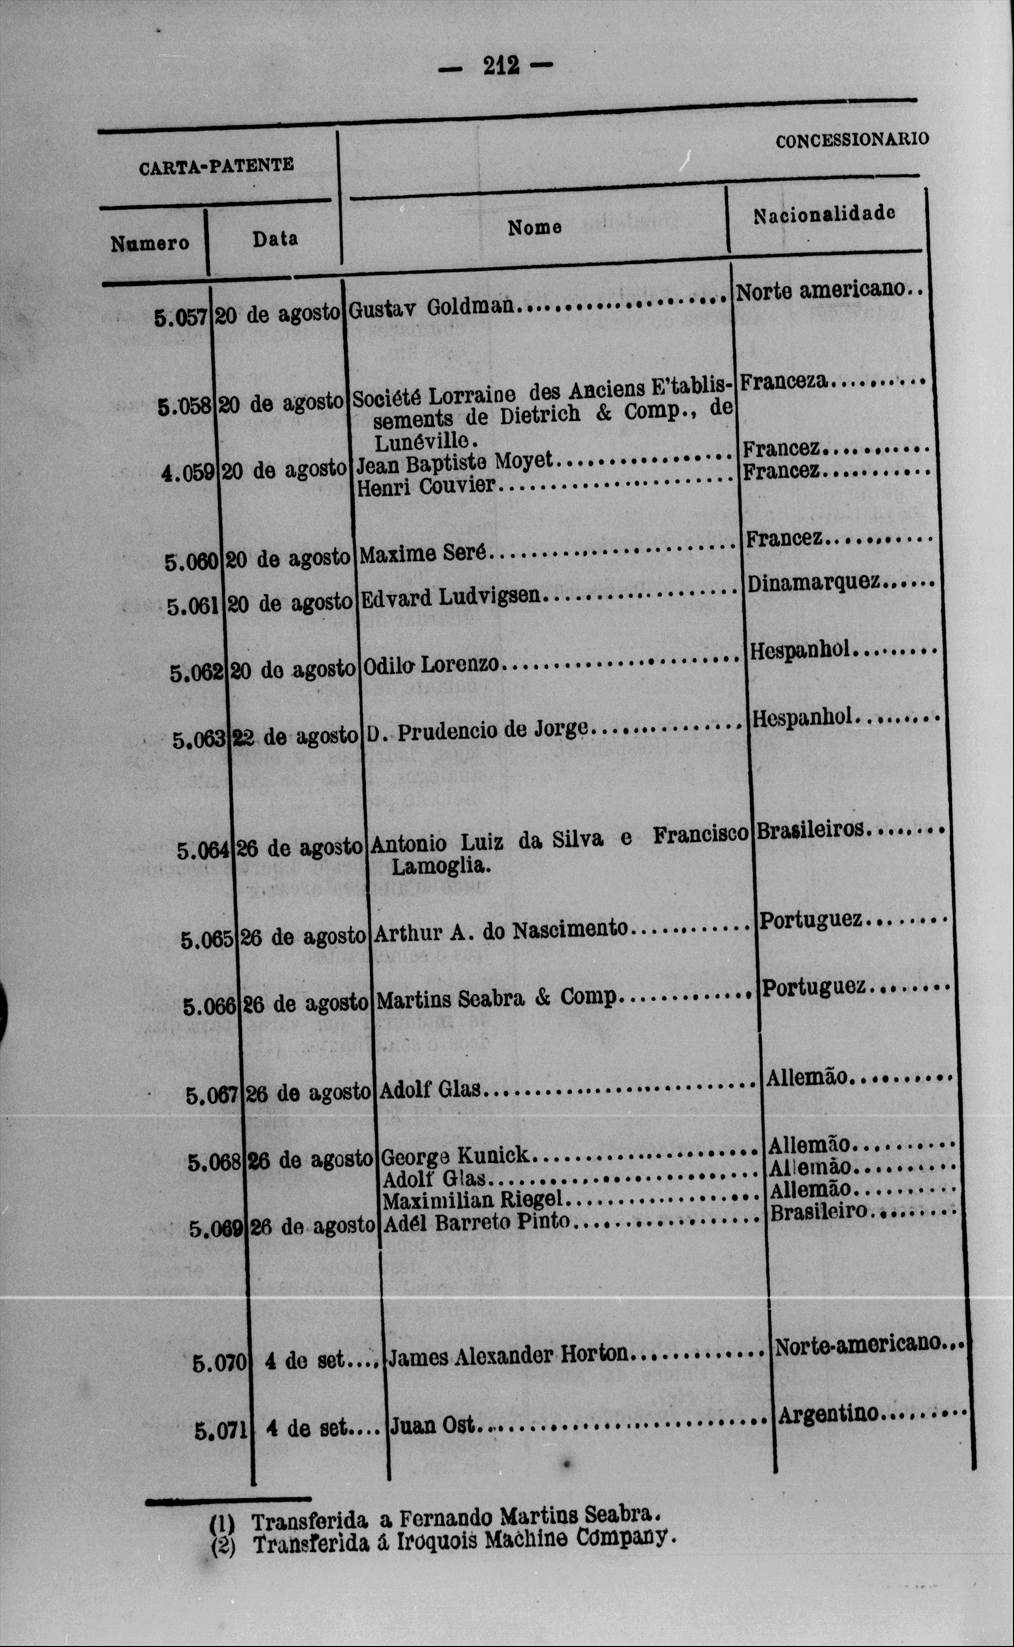 — 212 —
CARTA-PATENTE
CONCESSIONARIO
Numero
Data
Nome
Nacionalidade
5.057 20 de agosto Gustav Goldman...................... Norte americano..
5.058 20 de agosto Société Lorraine des Anciens E'tablis- Franceza..........
sements de Dietrich & Comp., de
Lunéville.
4.059 20 de agosto Jean Baptiste Moyet................. Francez...........
Henri Couvier........................ Francez...........
5.060 20 de agosto Maxime Seré......................... Francez...........
5.061 20 de agosto Edvard Ludvigsen................... Dinamarquez......
5.062 20 de agosto Odilo Lorenzo........................ Hespanhol.........
5.063 22 de agosto D. Prudencio de Jorge............... Hespanhol.........
5.064 26 de agosto Antonio Luiz da Silva e Francisco Brasileiros........
Lamoglia.
5.065 26 de agosto Arthur A. do Nascimento............ Portuguez........
5.066 26 de agosto Martins Seabra & Comp............. Portuguez........
5.067 26 de agosto Adolf Glas........................... Allemão..........
5.068 26 de agosto George Kunick...................... Allemão..........
Adolf Glas........................... Allemão..........
Maximilian Riegel................... Allemão..........
5.069 26 de agosto Adél Barreto Pinto.................. Brasileiro.........
5.070 4 de set.... James Alexander Horton............. Norte-americano...
5.071 4 de set.... Juan Ost............................. Argentino.........
(1) Transferida a Fernando Martins Seabra.
(2) Transferida á Iroquois Machine Company.